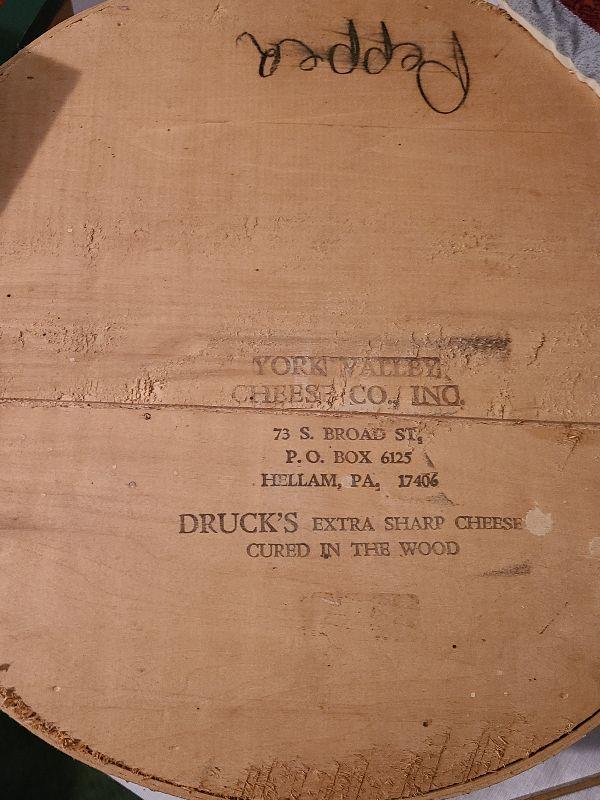 Pepper
YORK VALLEY
CHEESE CO., INC.
73 S. BROAD ST.
P.O. BOX 6125
HELLAM, PA. 17406
DRUCK'S EXTRA SHARP CHEESE
CURED IN THE WOOD